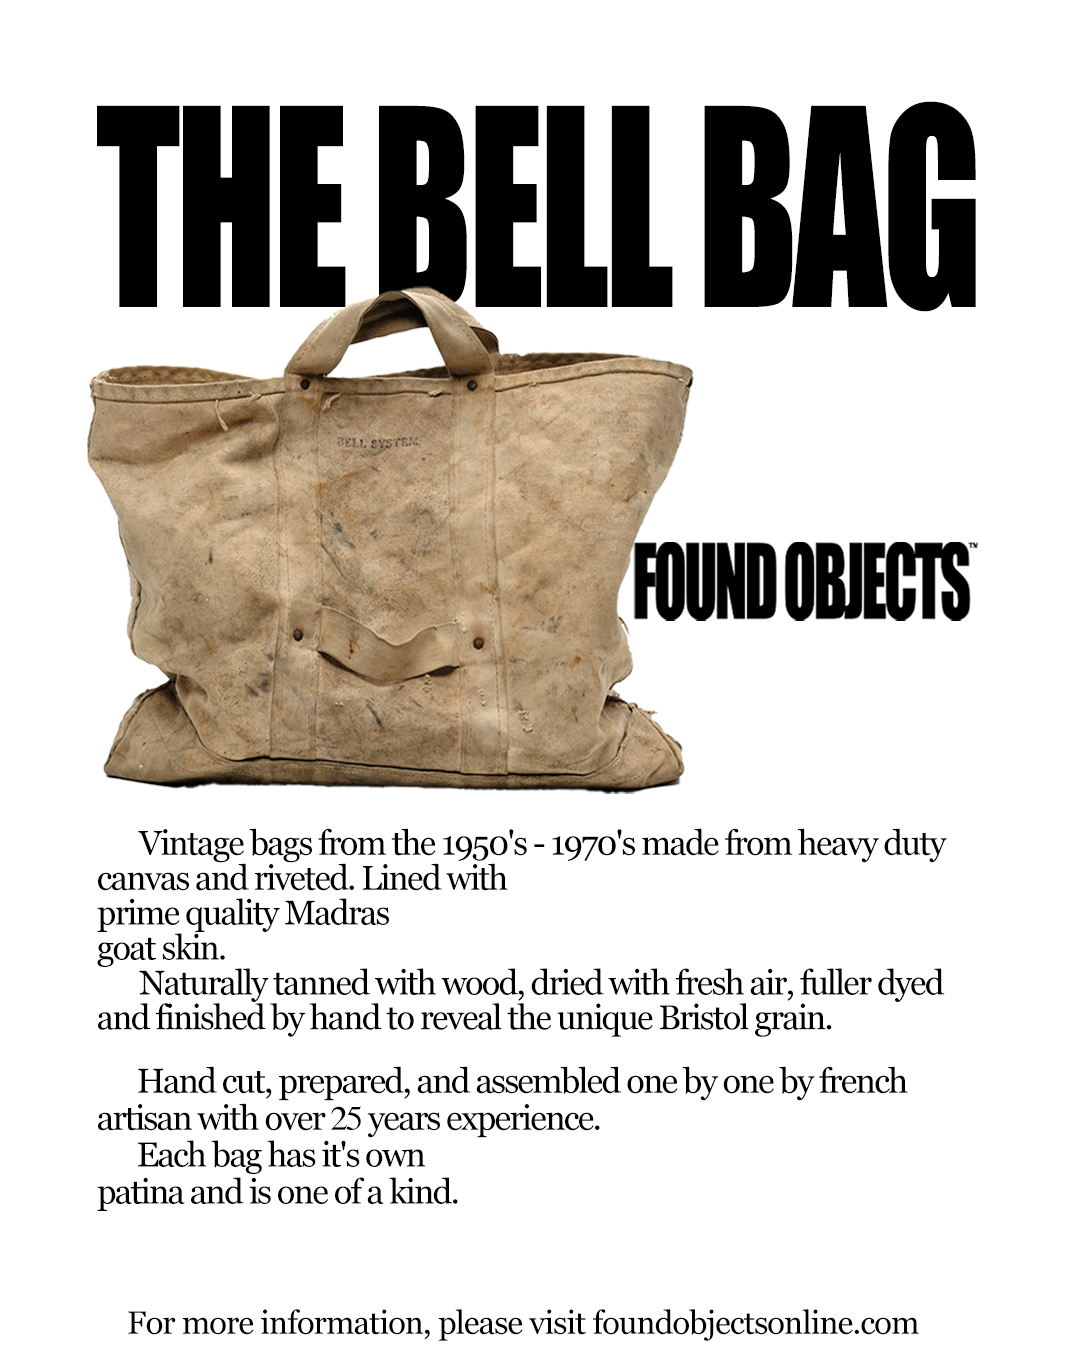 THE BELL BAG
BELL SYSTEM
FOUND OBJECTS™
Vintage bags from the 1950's - 1970's made from heavy duty
canvas and riveted. Lined with
prime quality Madras
goat skin.
Naturally tanned with wood, dried with fresh air, fuller dyed
and finished by hand to reveal the unique Bristol grain.
Hand cut, prepared, and assembled one by one by french
artisan with over 25 years experience.
Each bag has it's own
patina and is one of a kind.
For more information, please visit foundobjectsonline.com